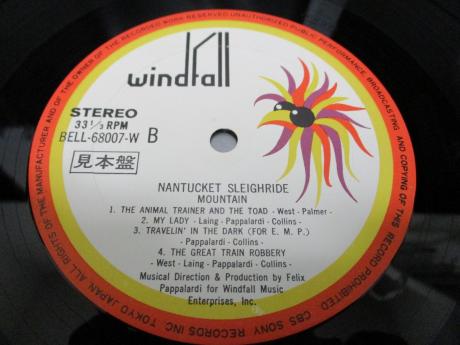 windfall
STEREO
33 1/3 RPM
BELL-68007-W B
見本盤
NANTUCKET SLEIGHRIDE
MOUNTAIN
1. THE ANIMAL TRAINER AND THE TOAD - West - Palmer -
2. MY LADY - Laing - Pappalardi - Collins -
3. TRAVELIN' IN THE DARK (FOR E. M. P.)
- Pappalardi - Collins -
4. THE GREAT TRAIN ROBBERY
- West - Laing - Pappalardi - Collins -
Musical Direction & Production by Felix
Pappalardi for Windfall Music
Enterprises, Inc.
CBS SONY RECORDS INC. TOKYO JAPAN ALL RIGHTS OF THE MANUFACTURER AND OF THE OWNER OF THE RECORDED WORK RESERVED UNAUTHORIZED PUBLIC PERFORMANCE BROADCASTING AND COPYING OF THIS RECORD PROHIBITED